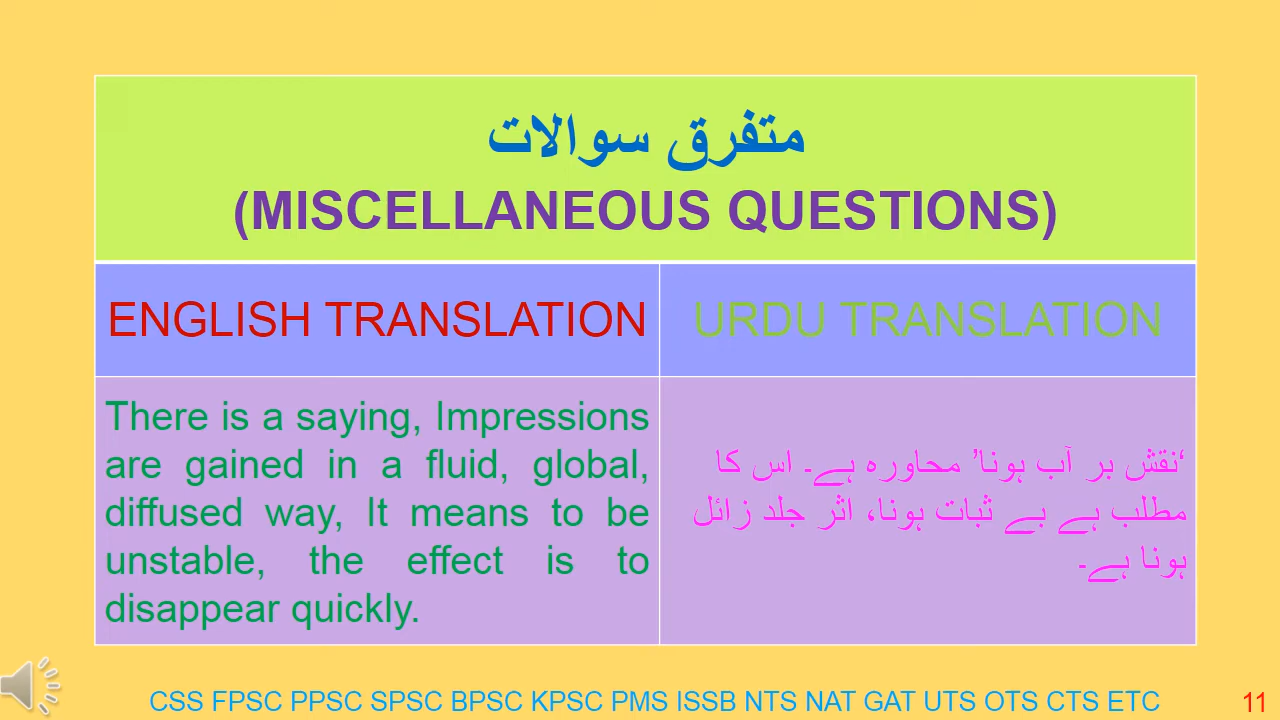 متفرق سوالات
(MISCELLANEOUS QUESTIONS)
ENGLISH TRANSLATION
URDU TRANSLATION
There is a saying, Impressions
are gained in a fluid, global,
diffused way, It means to be
unstable, the effect is to
disappear quickly.
‘نقش بر آب ہونا’ محاورہ ہے۔ اس کا
مطلب ہے بے ثبات ہونا، اثر جلد زائل
ہونا ہے۔
CSS FPSC PPSC SPSC BPSC KPSC PMS ISSB NTS NAT GAT UTS OTS CTS ETC
11